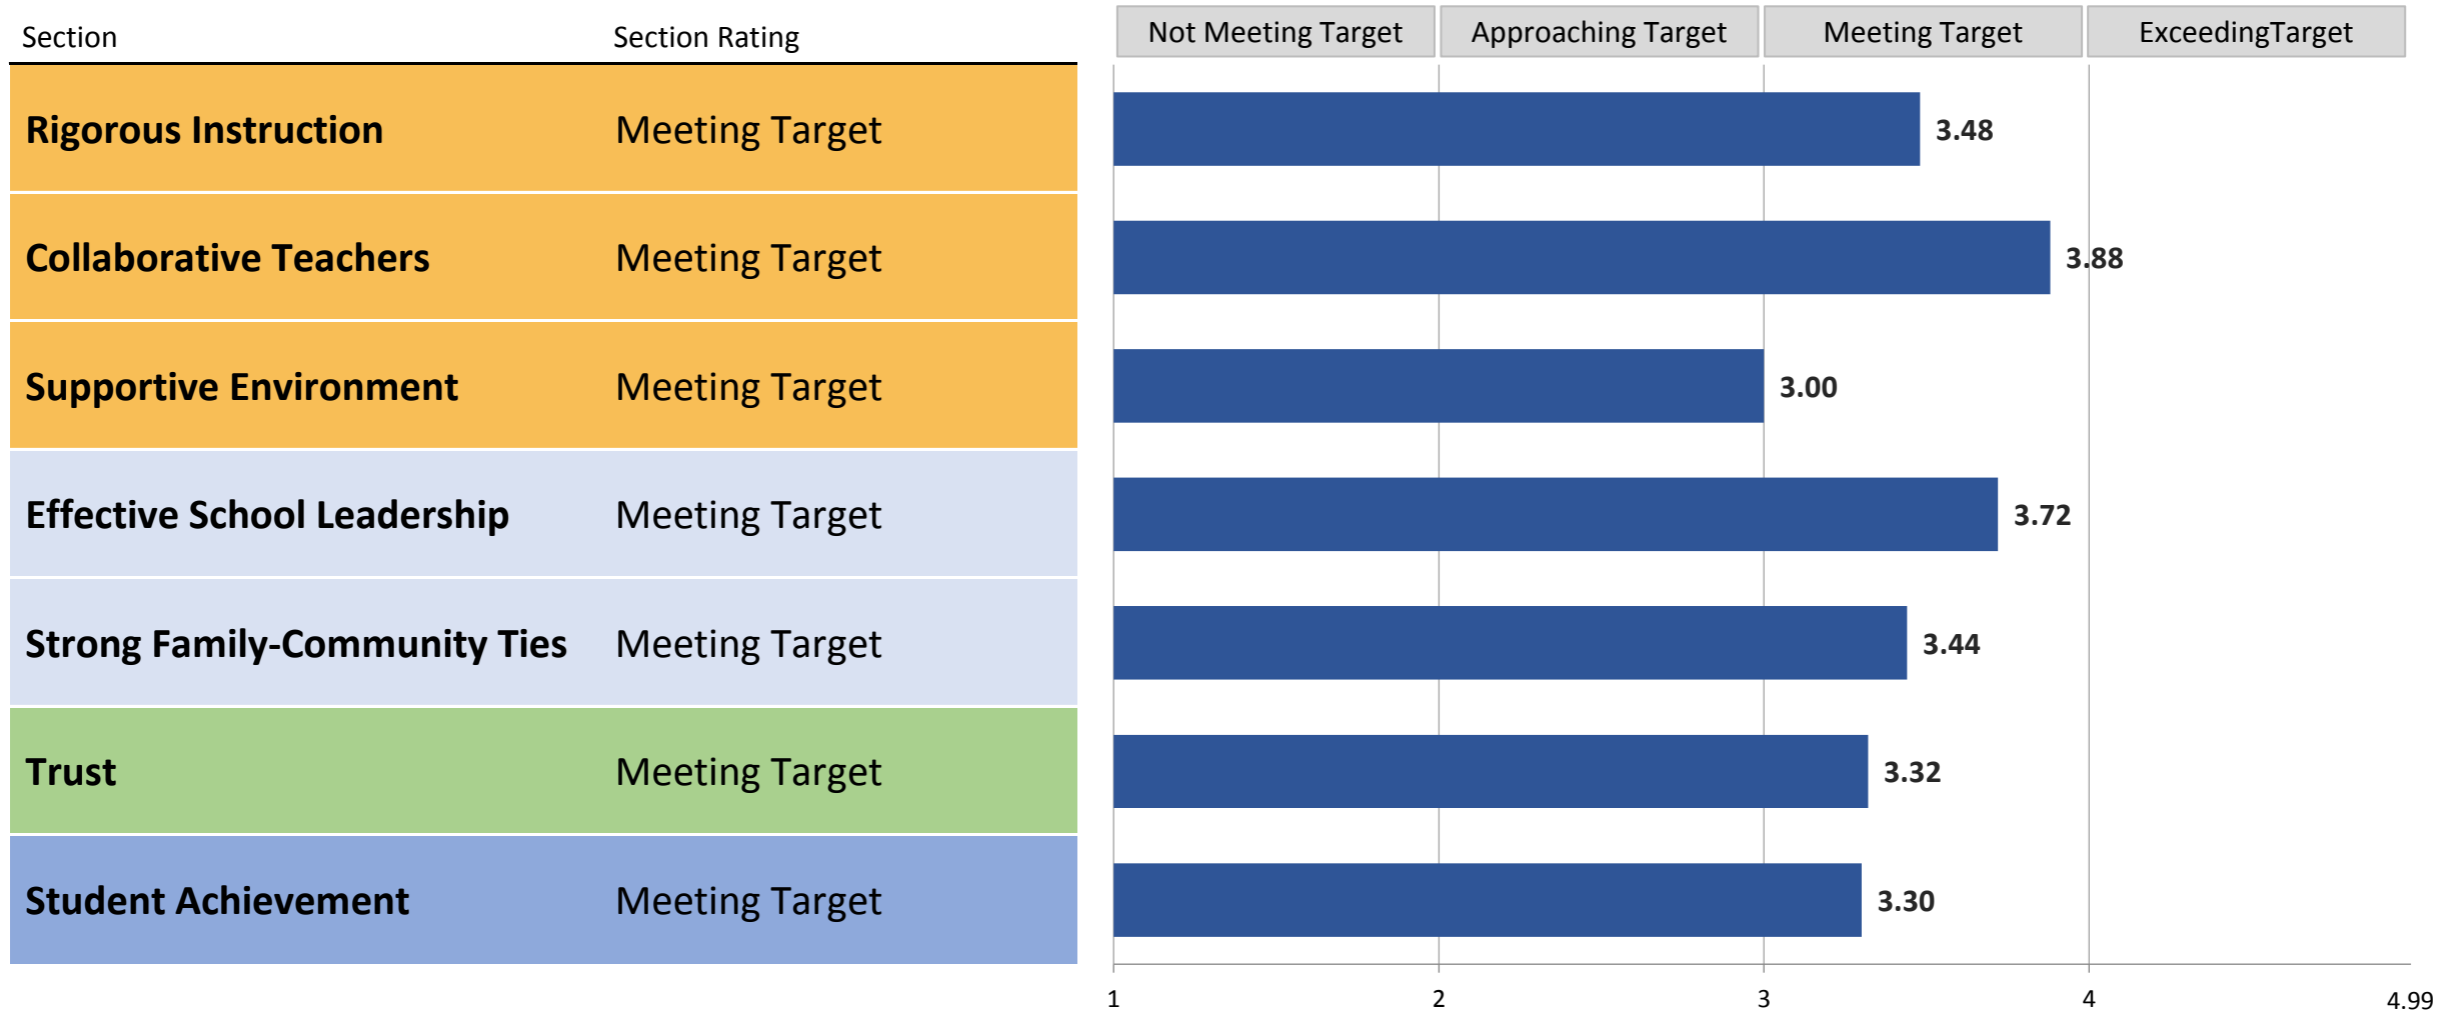 Section Section Rating Not Meeting Target Approaching Target Meeting Target ExceedingTarget
Rigorous Instruction Meeting Target 3.48
Collaborative Teachers Meeting Target 3.88
Supportive Environment Meeting Target 3.00
Effective School Leadership Meeting Target 3.72
Strong Family-Community Ties Meeting Target 3.44
Trust Meeting Target 3.32
Student Achievement Meeting Target 3.30
1 2 3 4 4.99